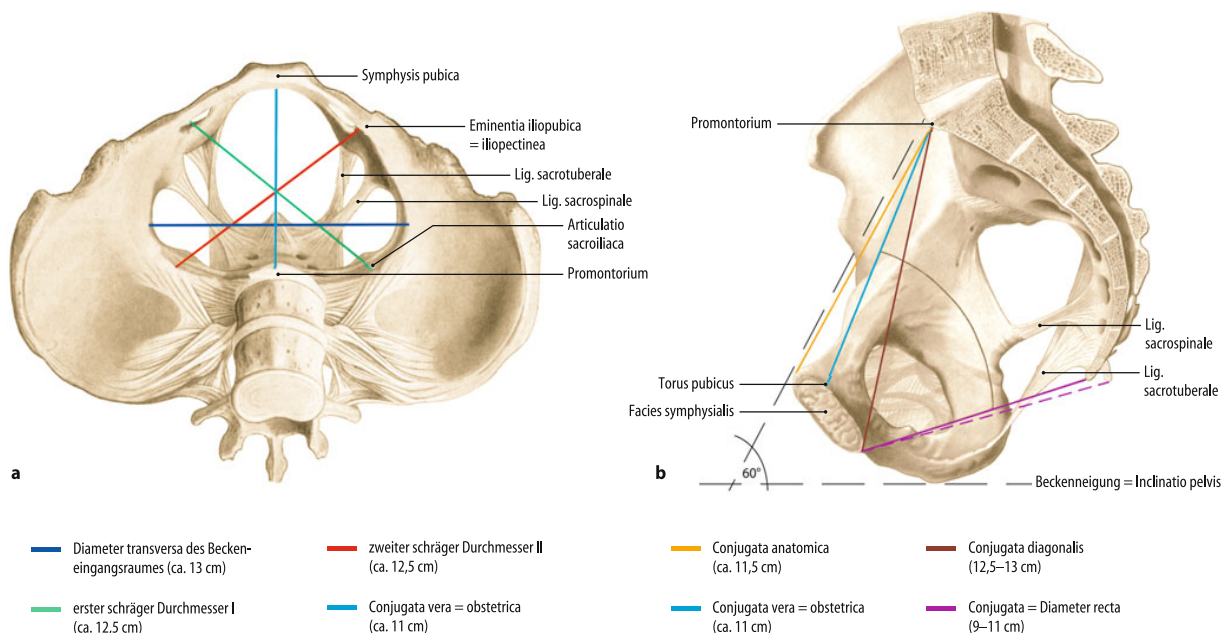 Symphysis pubica
Eminentia iliopubica
= iliopectinea
Lig. sacrotuberale
Lig. sacrospinale
Articulatio
sacroiliaca
Promontorium
a
Promontorium
Torus pubicus
Facies symphysialis
60°
Lig.
sacrospinale
Lig.
sacrotuberale
Beckenneigung = Inclinatio pelvis
b
Diameter transversa des Becken-
eingangsraumes (ca. 13 cm)
erster schräger Durchmesser I
(ca. 12,5 cm)
zweiter schräger Durchmesser II
(ca. 12,5 cm)
Conjugata vera = obstetrica
(ca. 11 cm)
Conjugata anatomica
(ca. 11,5 cm)
Conjugata vera = obstetrica
(ca. 11 cm)
Conjugata diagonalis
(12,5–13 cm)
Conjugata = Diameter recta
(9–11 cm)